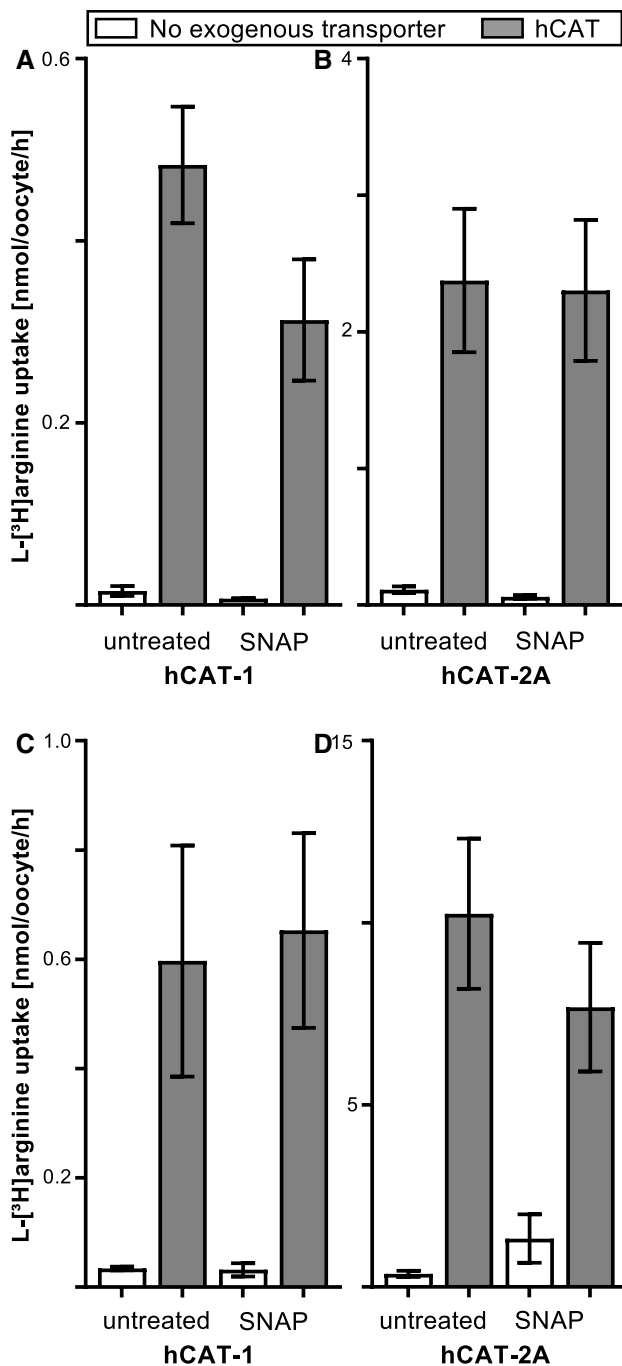 No exogenous transporter hCAT
A B
0.6 4
L-[³H]arginine uptake [nmol/oocyte/h]
2
0.2
untreated SNAP untreated SNAP
hCAT-1 hCAT-2A
C D
1.0 15
L-[³H]arginine uptake [nmol/oocyte/h]
0.6
5
0.2
untreated SNAP untreated SNAP
hCAT-1 hCAT-2A